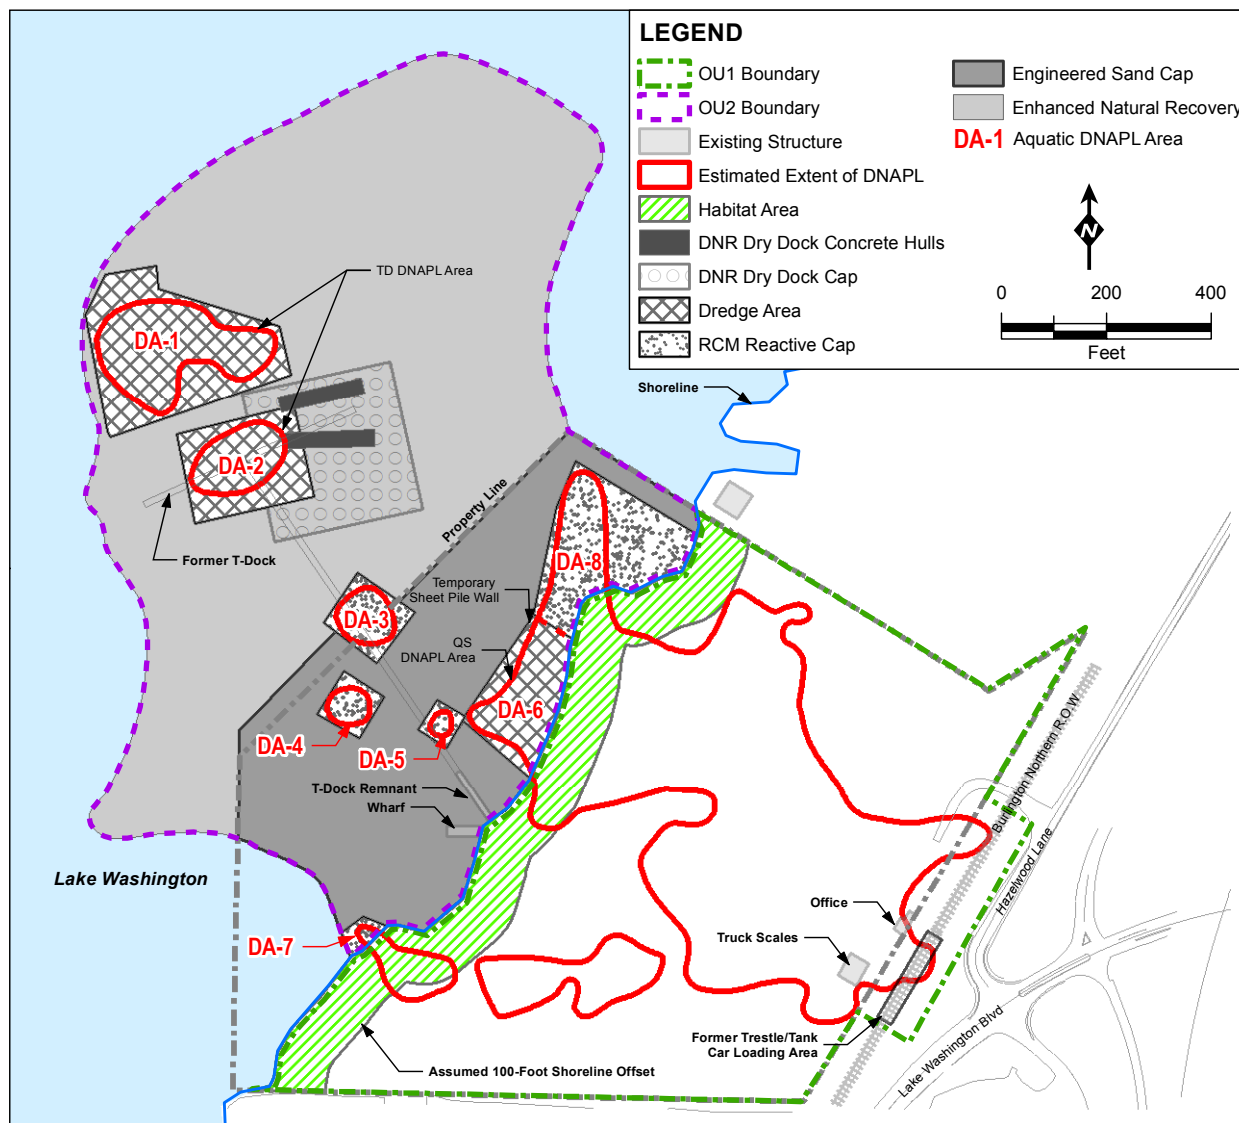 LEGEND
OU1 Boundary
OU2 Boundary
Existing Structure
Estimated Extent of DNAPL
Habitat Area
DNR Dry Dock Concrete Hulls
DNR Dry Dock Cap
Dredge Area
RCM Reactive Cap
Engineered Sand Cap
Enhanced Natural Recovery
DA-1 Aquatic DNAPL Area
N
0 200 400
Feet
TD DNAPL Area
DA-1
DA-2
Former T-Dock
Shoreline
Property Line
DA-8
Temporary
Sheet Pile Wall
DA-3
QS
DNAPL Area
DA-6
DA-4
DA-5
T-Dock Remnant
Wharf
Lake Washington
DA-7
Burlington Northern R.O.W
Hazelwood Lane
Office
Truck Scales
Former Trestle/Tank
Car Loading Area
Lake Washington Blvd
Assumed 100-Foot Shoreline Offset